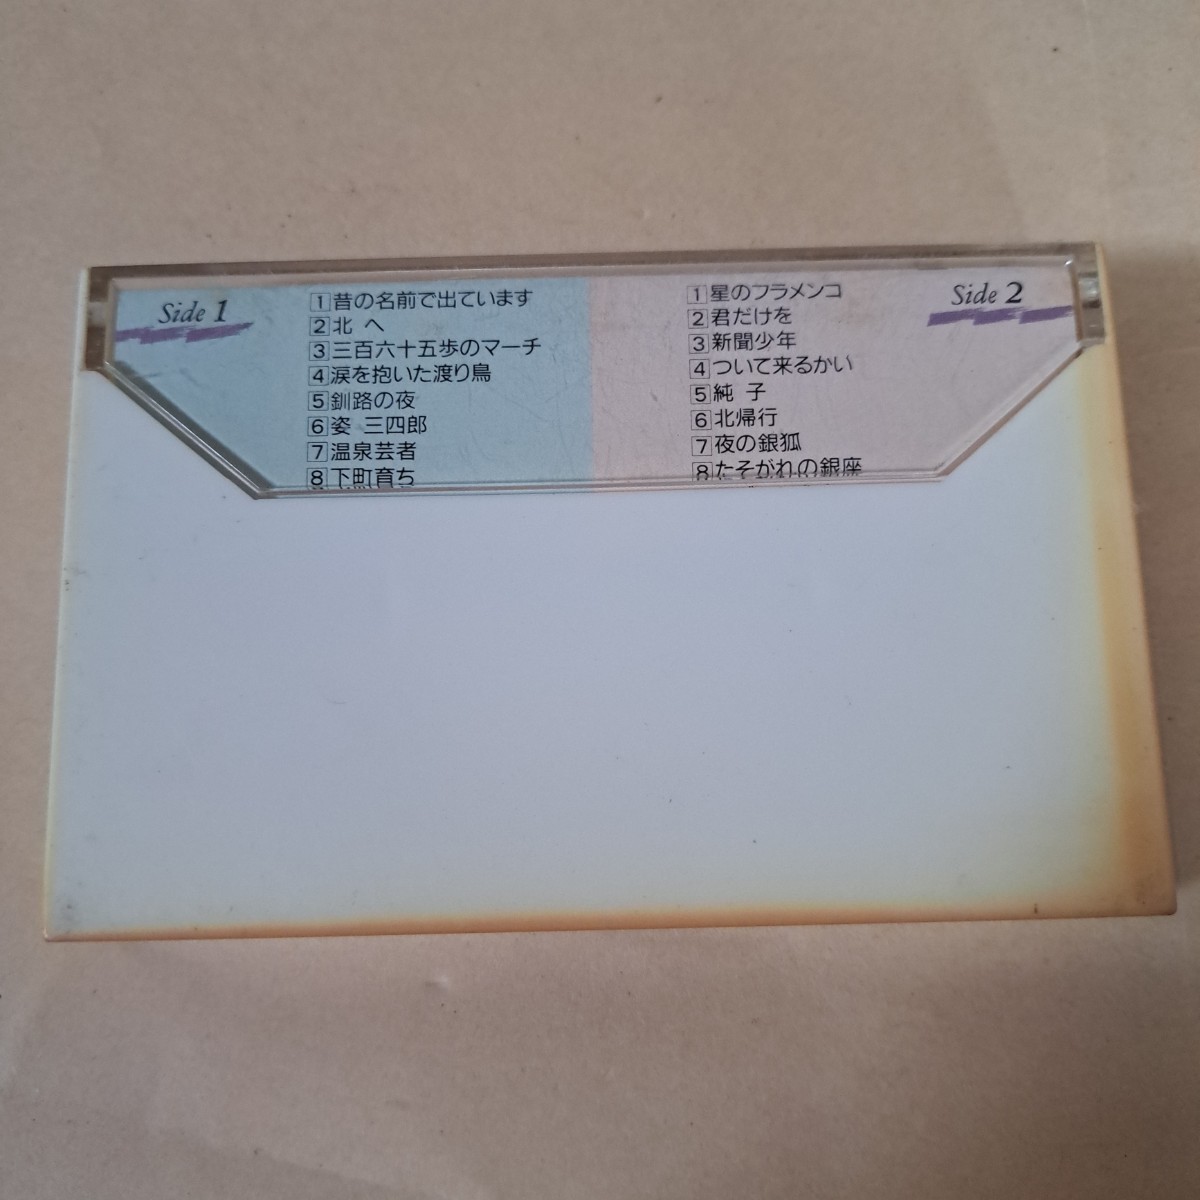 Side 1
1 昔の名前で出ています
2 北 へ
3 三百六十五歩のマーチ
4 涙を抱いた渡り鳥
5 釧路の夜
6 姿 三四郎
7 温泉芸者
8 下町育ち
Side 2
1 星のフラメンコ
2 君だけを
3 新聞少年
4 ついて来るかい
5 純 子
6 北帰行
7 夜の銀狐
8 たそがれの銀座